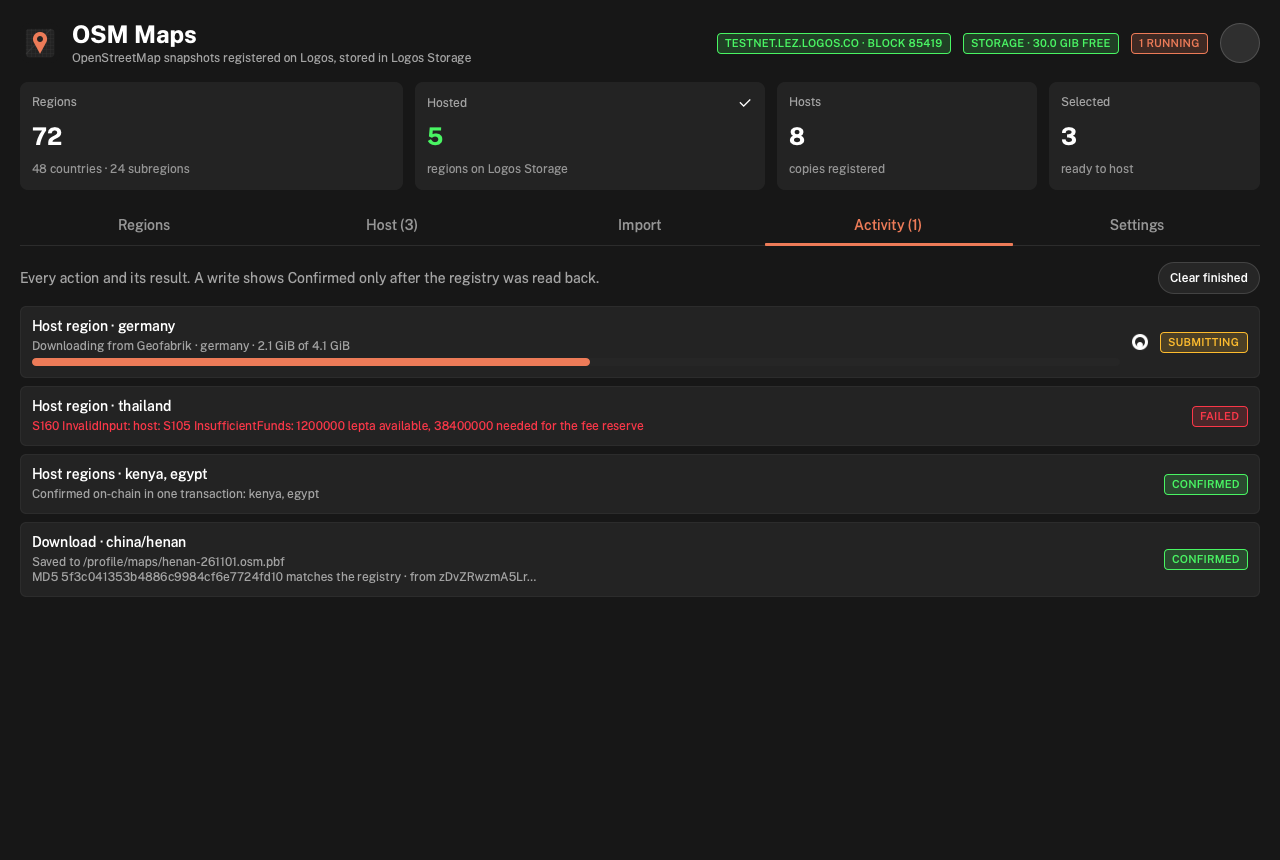 OSM Maps
OpenStreetMap snapshots registered on Logos, stored in Logos Storage
TESTNET.LEZ.LOGOS.CO · BLOCK 85419
STORAGE · 30.0 GIB FREE
1 RUNNING
Regions
72
48 countries · 24 subregions
Hosted
5
regions on Logos Storage
Hosts
8
copies registered
Selected
3
ready to host
Regions
Host (3)
Import
Activity (1)
Settings
Every action and its result. A write shows Confirmed only after the registry was read back.
Clear finished
Host region · germany
Downloading from Geofabrik · germany · 2.1 GiB of 4.1 GiB
SUBMITTING
Host region · thailand
S160 InvalidInput: host: S105 InsufficientFunds: 1200000 lepta available, 38400000 needed for the fee reserve
FAILED
Host regions · kenya, egypt
Confirmed on-chain in one transaction: kenya, egypt
CONFIRMED
Download · china/henan
Saved to /profile/maps/henan-261101.osm.pbf
MD5 5f3c041353b4886c9984cf6e7724fd10 matches the registry · from zDvZRwzmA5Lr…
CONFIRMED